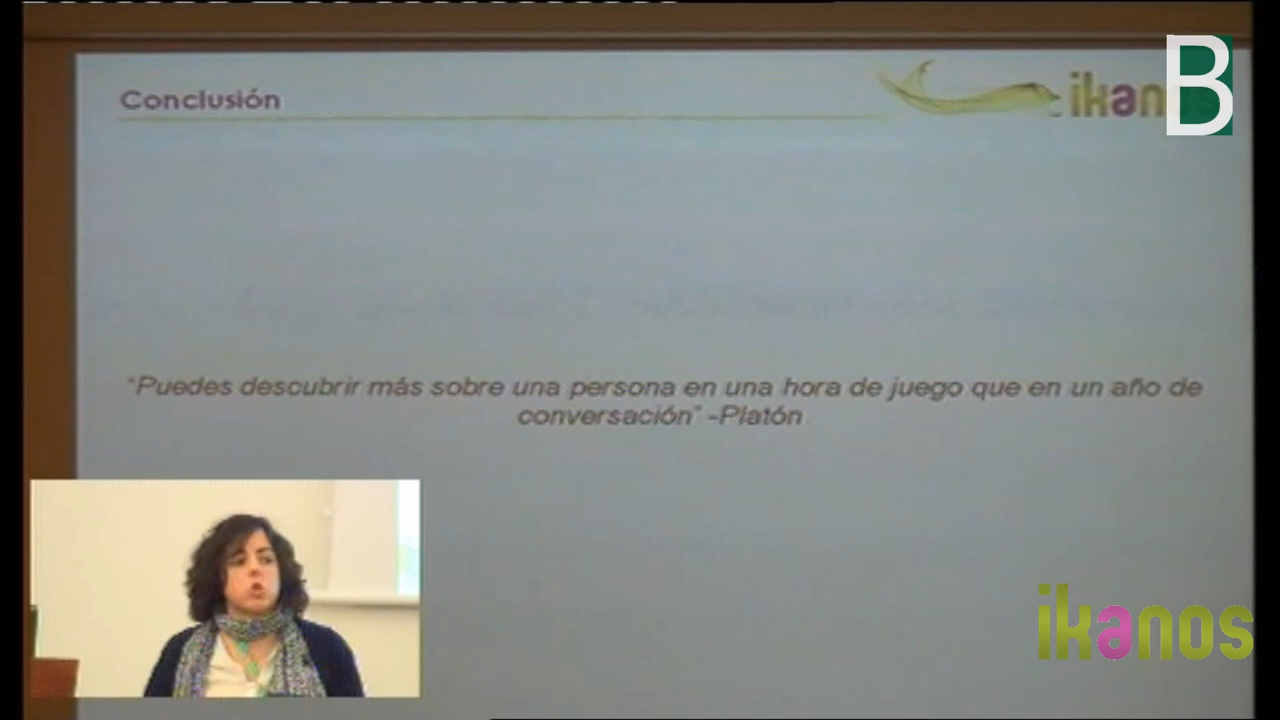 Conclusión
ikanos
B
"Puedes descubrir más sobre una persona en una hora de juego que en un año de
conversación" -Platón
ikanos